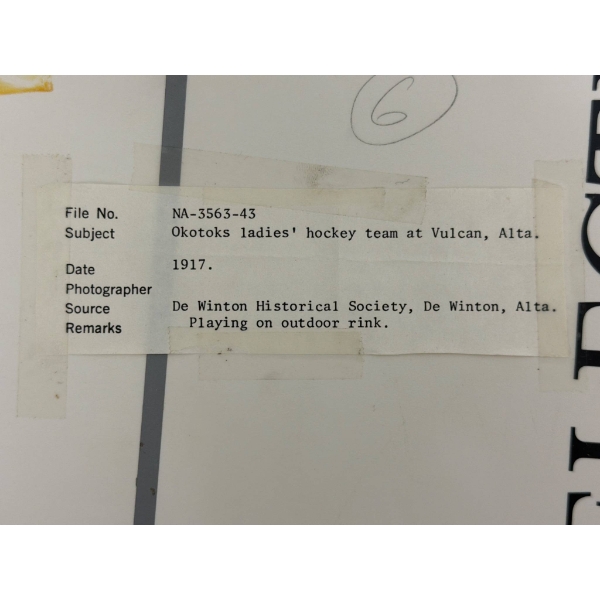 6
File No. NA-3563-43
Subject Okotoks ladies' hockey team at Vulcan, Alta.
Date 1917.
Photographer
Source De Winton Historical Society, De Winton, Alta.
Remarks Playing on outdoor rink.